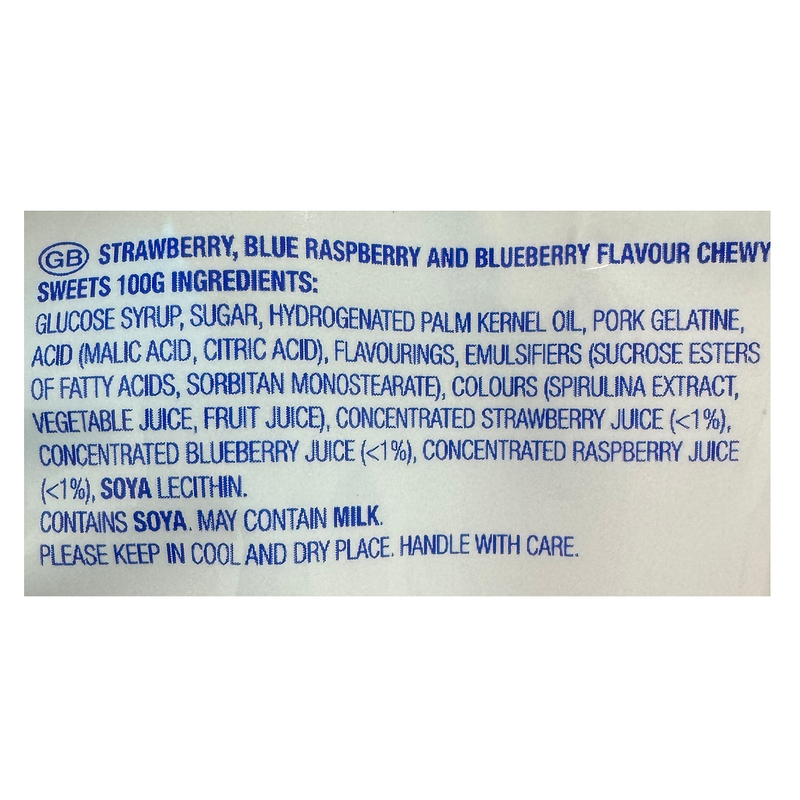 GB STRAWBERRY, BLUE RASPBERRY AND BLUEBERRY FLAVOUR CHEWY
SWEETS 100G INGREDIENTS:
GLUCOSE SYRUP, SUGAR, HYDROGENATED PALM KERNEL OIL, PORK GELATINE,
ACID (MALIC ACID, CITRIC ACID), FLAVOURINGS, EMULSIFIERS (SUCROSE ESTERS
OF FATTY ACIDS, SORBITAN MONOSTEARATE), COLOURS (SPIRULINA EXTRACT,
VEGETABLE JUICE, FRUIT JUICE), CONCENTRATED STRAWBERRY JUICE (<1%),
CONCENTRATED BLUEBERRY JUICE (<1%), CONCENTRATED RASPBERRY JUICE
(<1%), SOYA LECITHIN.
CONTAINS SOYA. MAY CONTAIN MILK.
PLEASE KEEP IN COOL AND DRY PLACE. HANDLE WITH CARE.